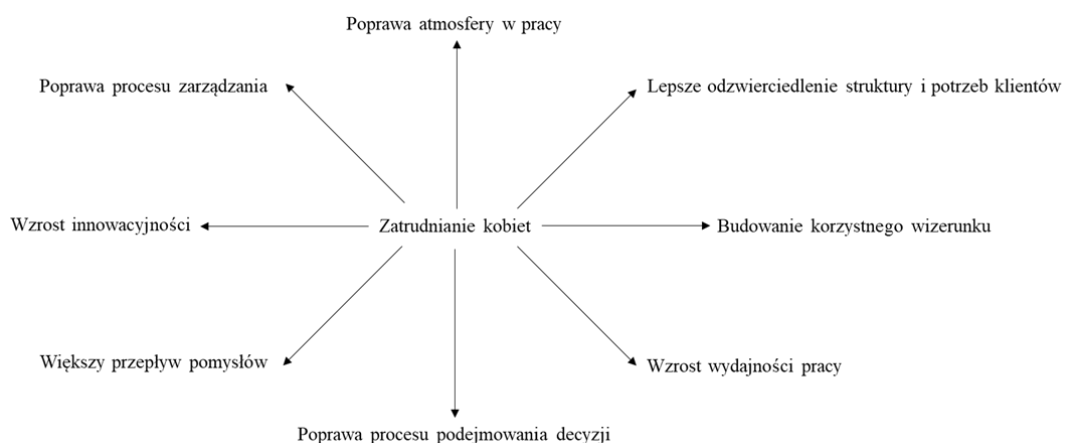 Poprawa atmosfery w pracy
Poprawa procesu zarządzania
Lepsze odzwierciedlenie struktury i potrzeb klientów
Wzrost innowacyjności
Zatrudnianie kobiet
Budowanie korzystnego wizerunku
Większy przepływ pomysłów
Wzrost wydajności pracy
Poprawa procesu podejmowania decyzji